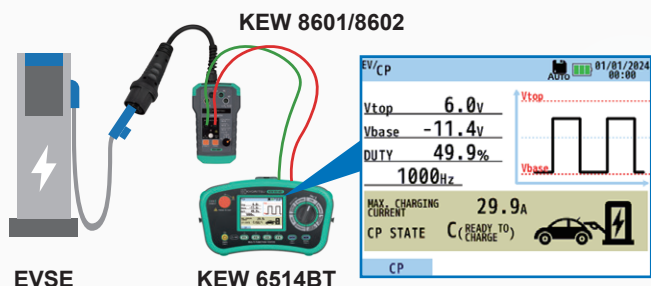 KEW 8601/8602
EV/CP
AUTO
01/01/2024
00:00
Vtop 6.0V
Vbase -11.4V
DUTY 49.9%
1000Hz
Vtop
Vbase
MAX. CHARGING
CURRENT 29.9A
CP STATE C(READY TO
CHARGE)
CP
EVSE
KEW 6514BT